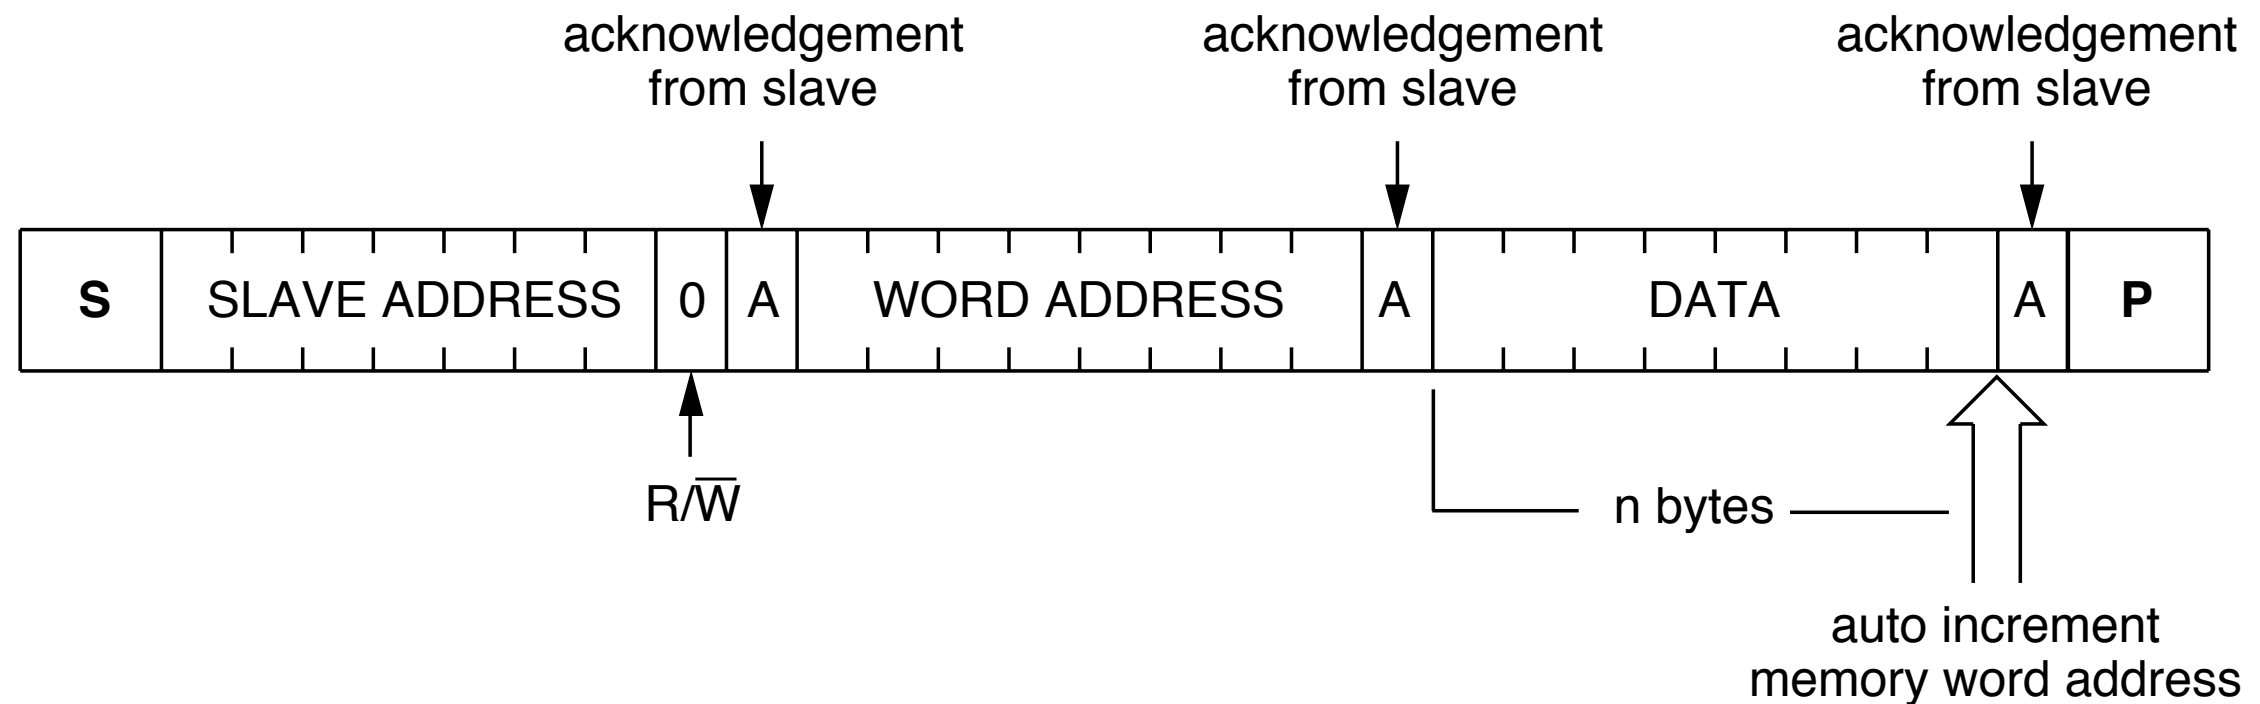 acknowledgement
from slave
acknowledgement
from slave
acknowledgement
from slave
S SLAVE ADDRESS 0 A WORD ADDRESS A DATA A P
R/W̅
n bytes
auto increment
memory word address